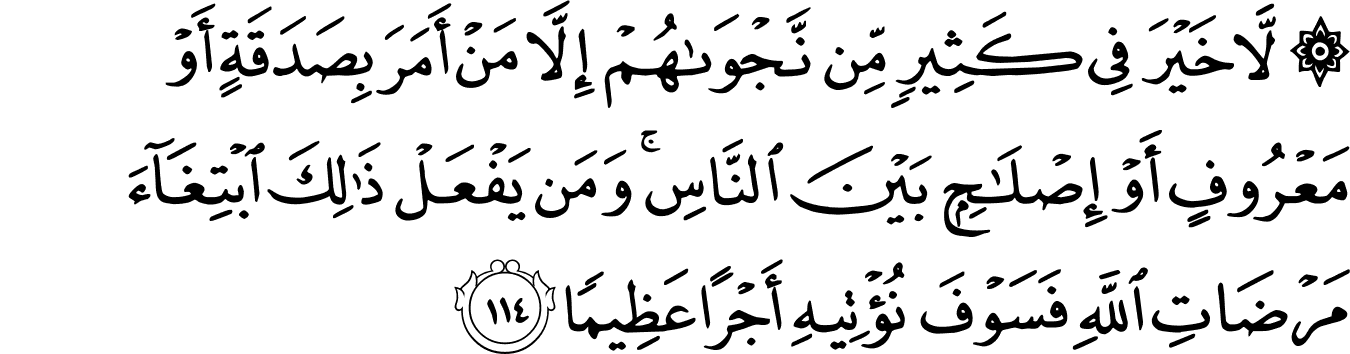 ۞ لَّا خَيْرَ فِي كَثِيرٍ مِّن نَّجْوَىٰهُمْ إِلَّا مَنْ أَمَرَ بِصَدَقَةٍ أَوْ
مَعْرُوفٍ أَوْ إِصْلَـٰحٍۭ بَيْنَ ٱلنَّاسِ ۚ وَمَن يَفْعَلْ ذَٰلِكَ ٱبْتِغَآءَ
مَرْضَاتِ ٱللَّهِ فَسَوْفَ نُؤْتِيهِ أَجْرًا عَظِيمًا ١١٤